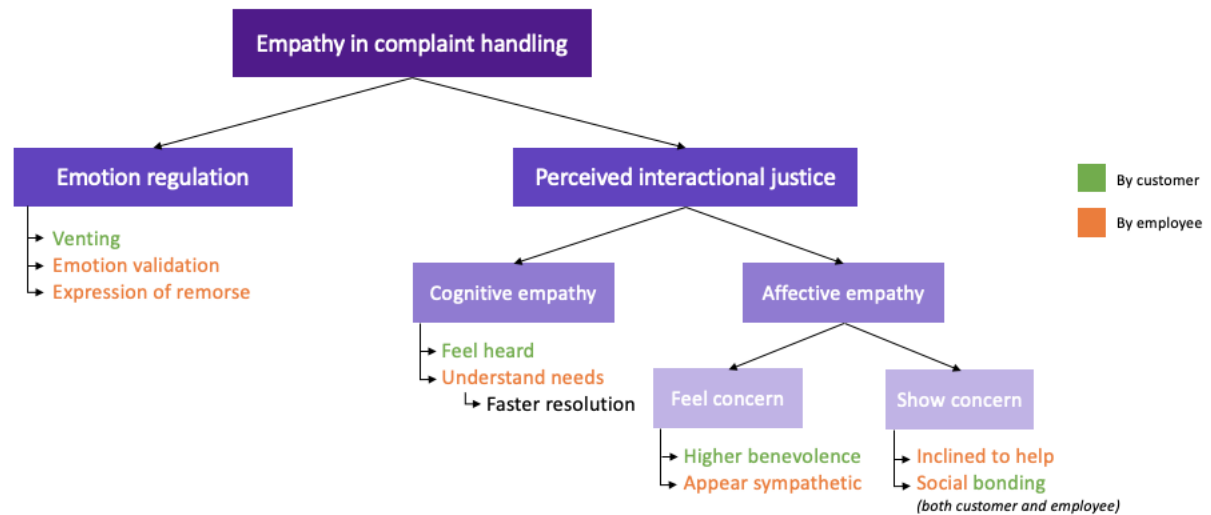 Empathy in complaint handling
Emotion regulation
Perceived interactional justice
By customer
By employee
Venting
Emotion validation
Expression of remorse
Cognitive empathy
Affective empathy
Feel heard
Understand needs
Faster resolution
Feel concern
Show concern
Higher benevolence
Appear sympathetic
Inclined to help
Social bonding
(both customer and employee)